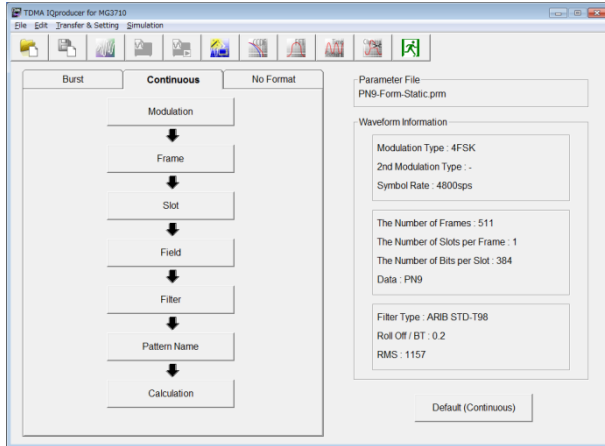 TDMA IQproducer for MG3710
File Edit Transfer & Setting Simulation
Burst
Continuous
No Format
Modulation
Frame
Slot
Field
Filter
Pattern Name
Calculation
Parameter File
PN9-Form-Static.prm
Waveform Information
Modulation Type : 4FSK
2nd Modulation Type : -
Symbol Rate : 4800sps
The Number of Frames : 511
The Number of Slots per Frame : 1
The Number of Bits per Slot : 384
Data : PN9
Filter Type : ARIB STD-T98
Roll Off / BT : 0.2
RMS : 1157
Default (Continuous)